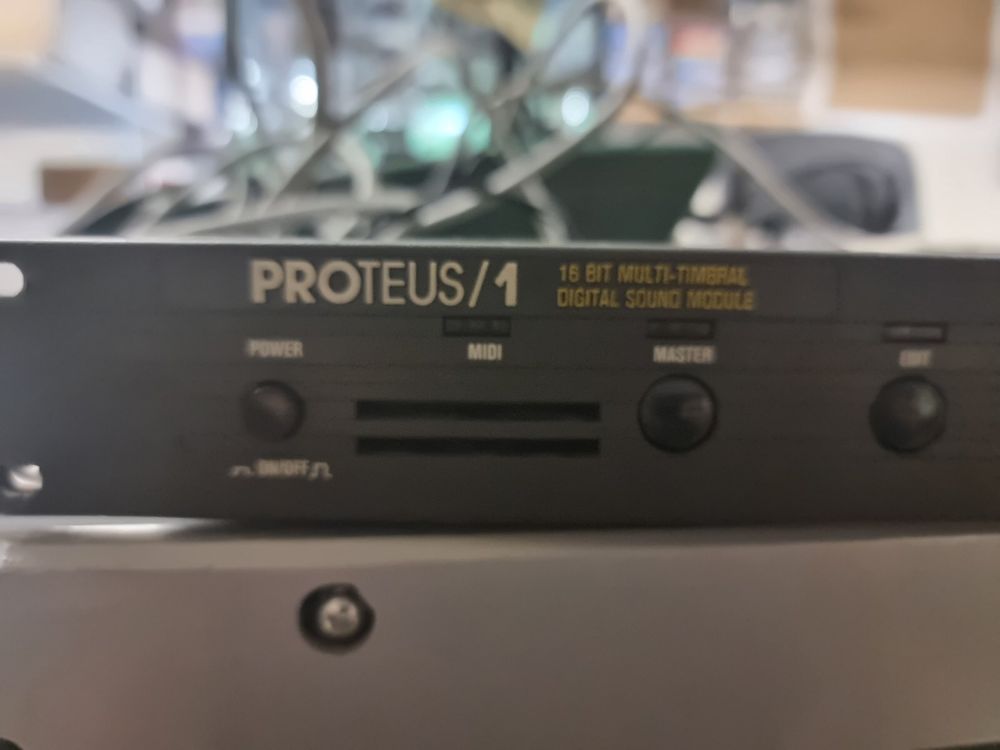 PROTEUS/1
16 BIT MULTI-TIMBRAL
DIGITAL SOUND MODULE
POWER
MIDI
MASTER
EDIT
ON/OFF